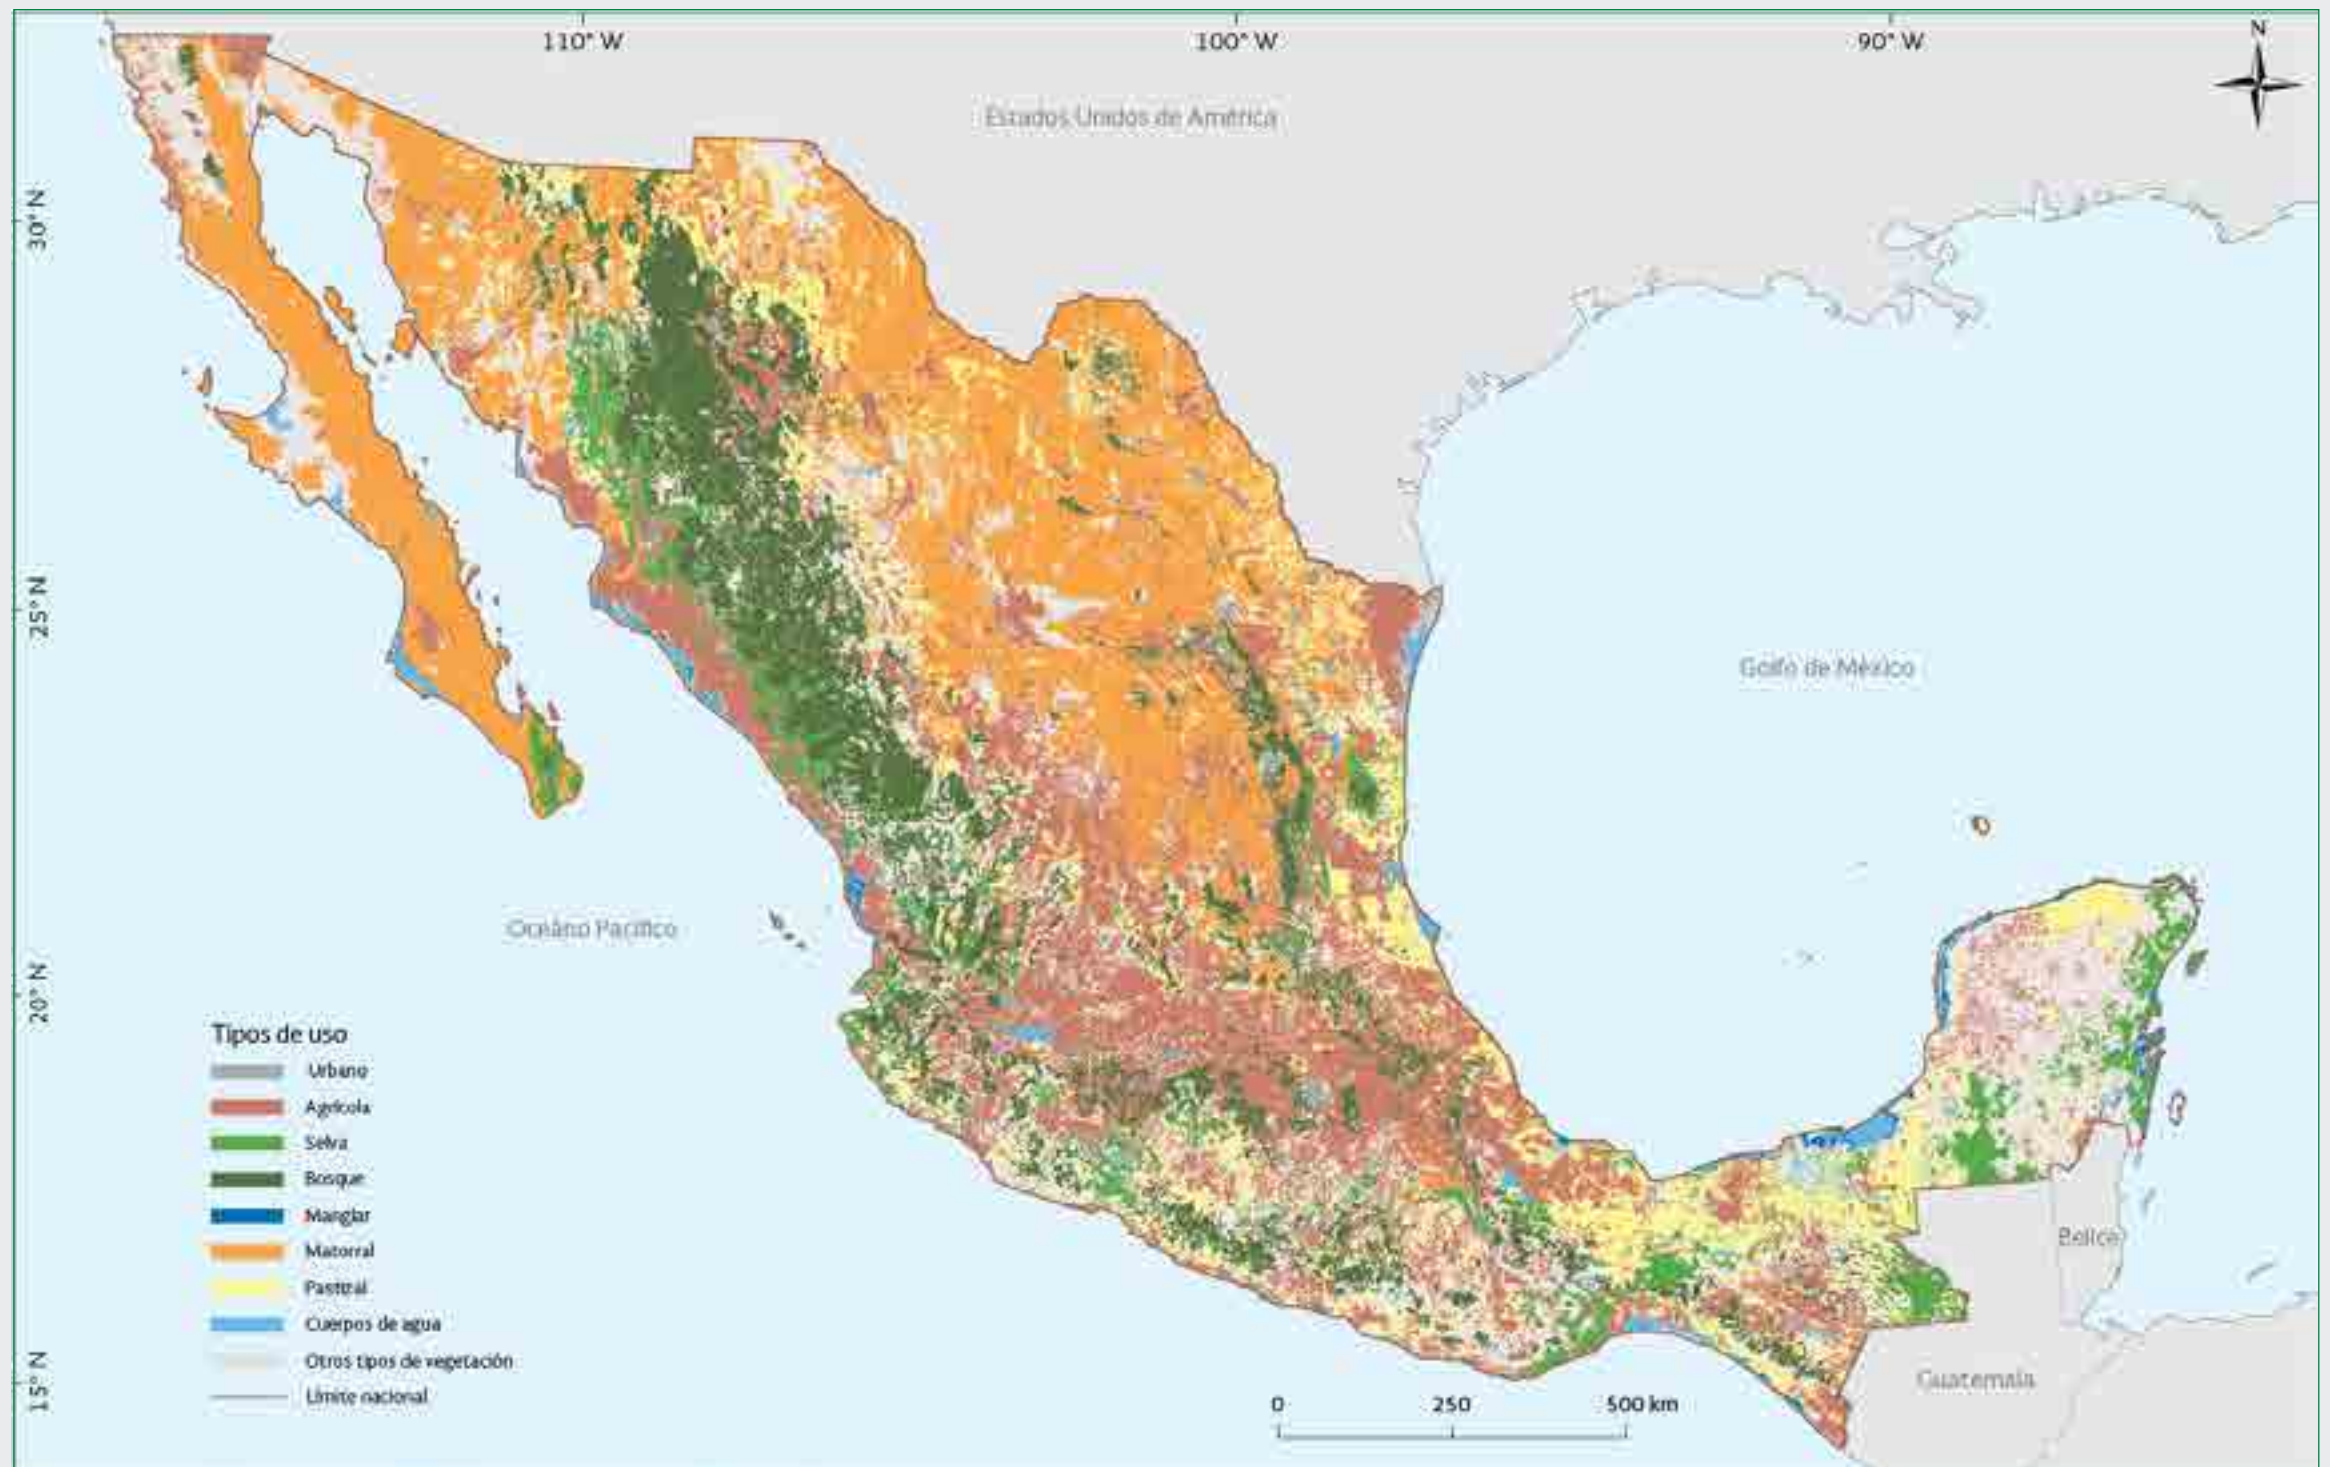 110° W
100° W
90° W
N
Estados Unidos de América
30° N
25° N
Golfo de México
Océano Pacífico
20° N
Tipos de uso
Urbano
Agrícola
Selva
Bosque
Manglar
Matorral
Pastizal
Cuerpos de agua
Otros tipos de vegetación
Límite nacional
Belice
Guatemala
15° N
0 250 500 km